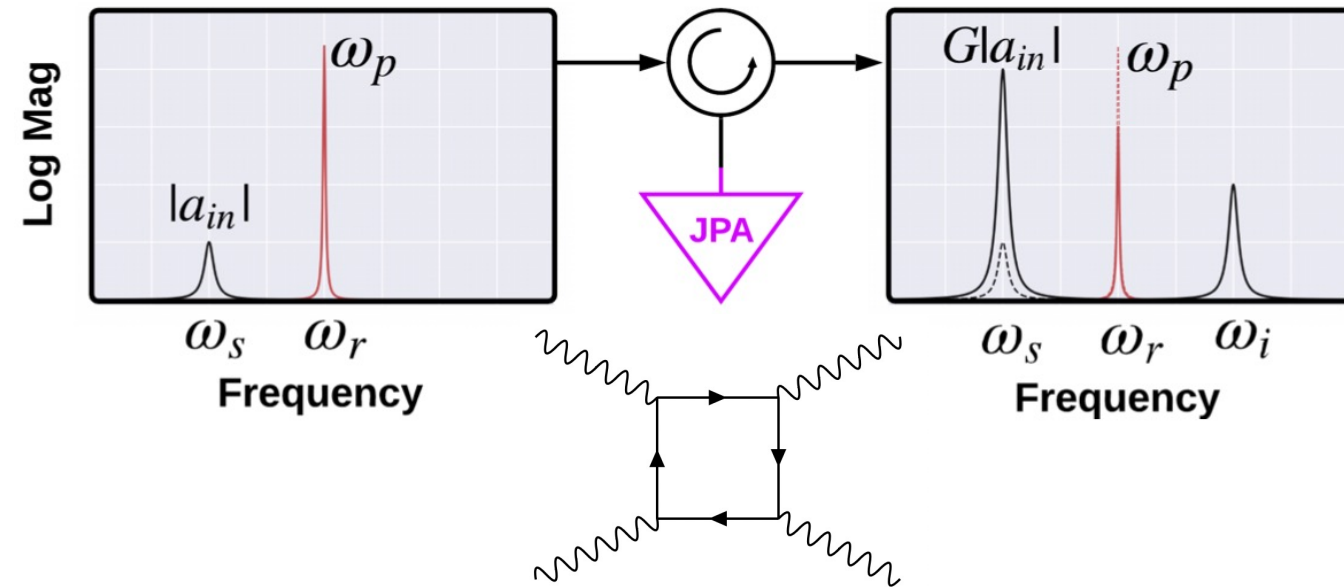 Log Mag
|a_in|
ω_p
ω_s
ω_r
Frequency
JPA
G|a_in|
ω_p
ω_s
ω_r
ω_i
Frequency